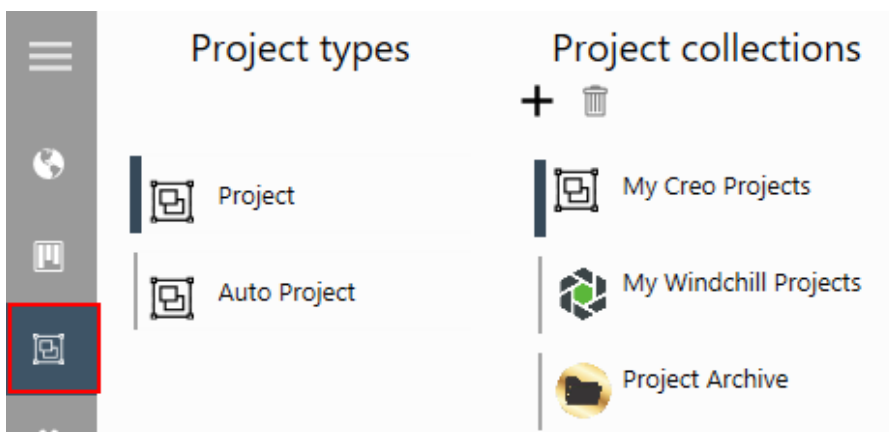 Project types
Project
Auto Project
Project collections
My Creo Projects
My Windchill Projects
Project Archive